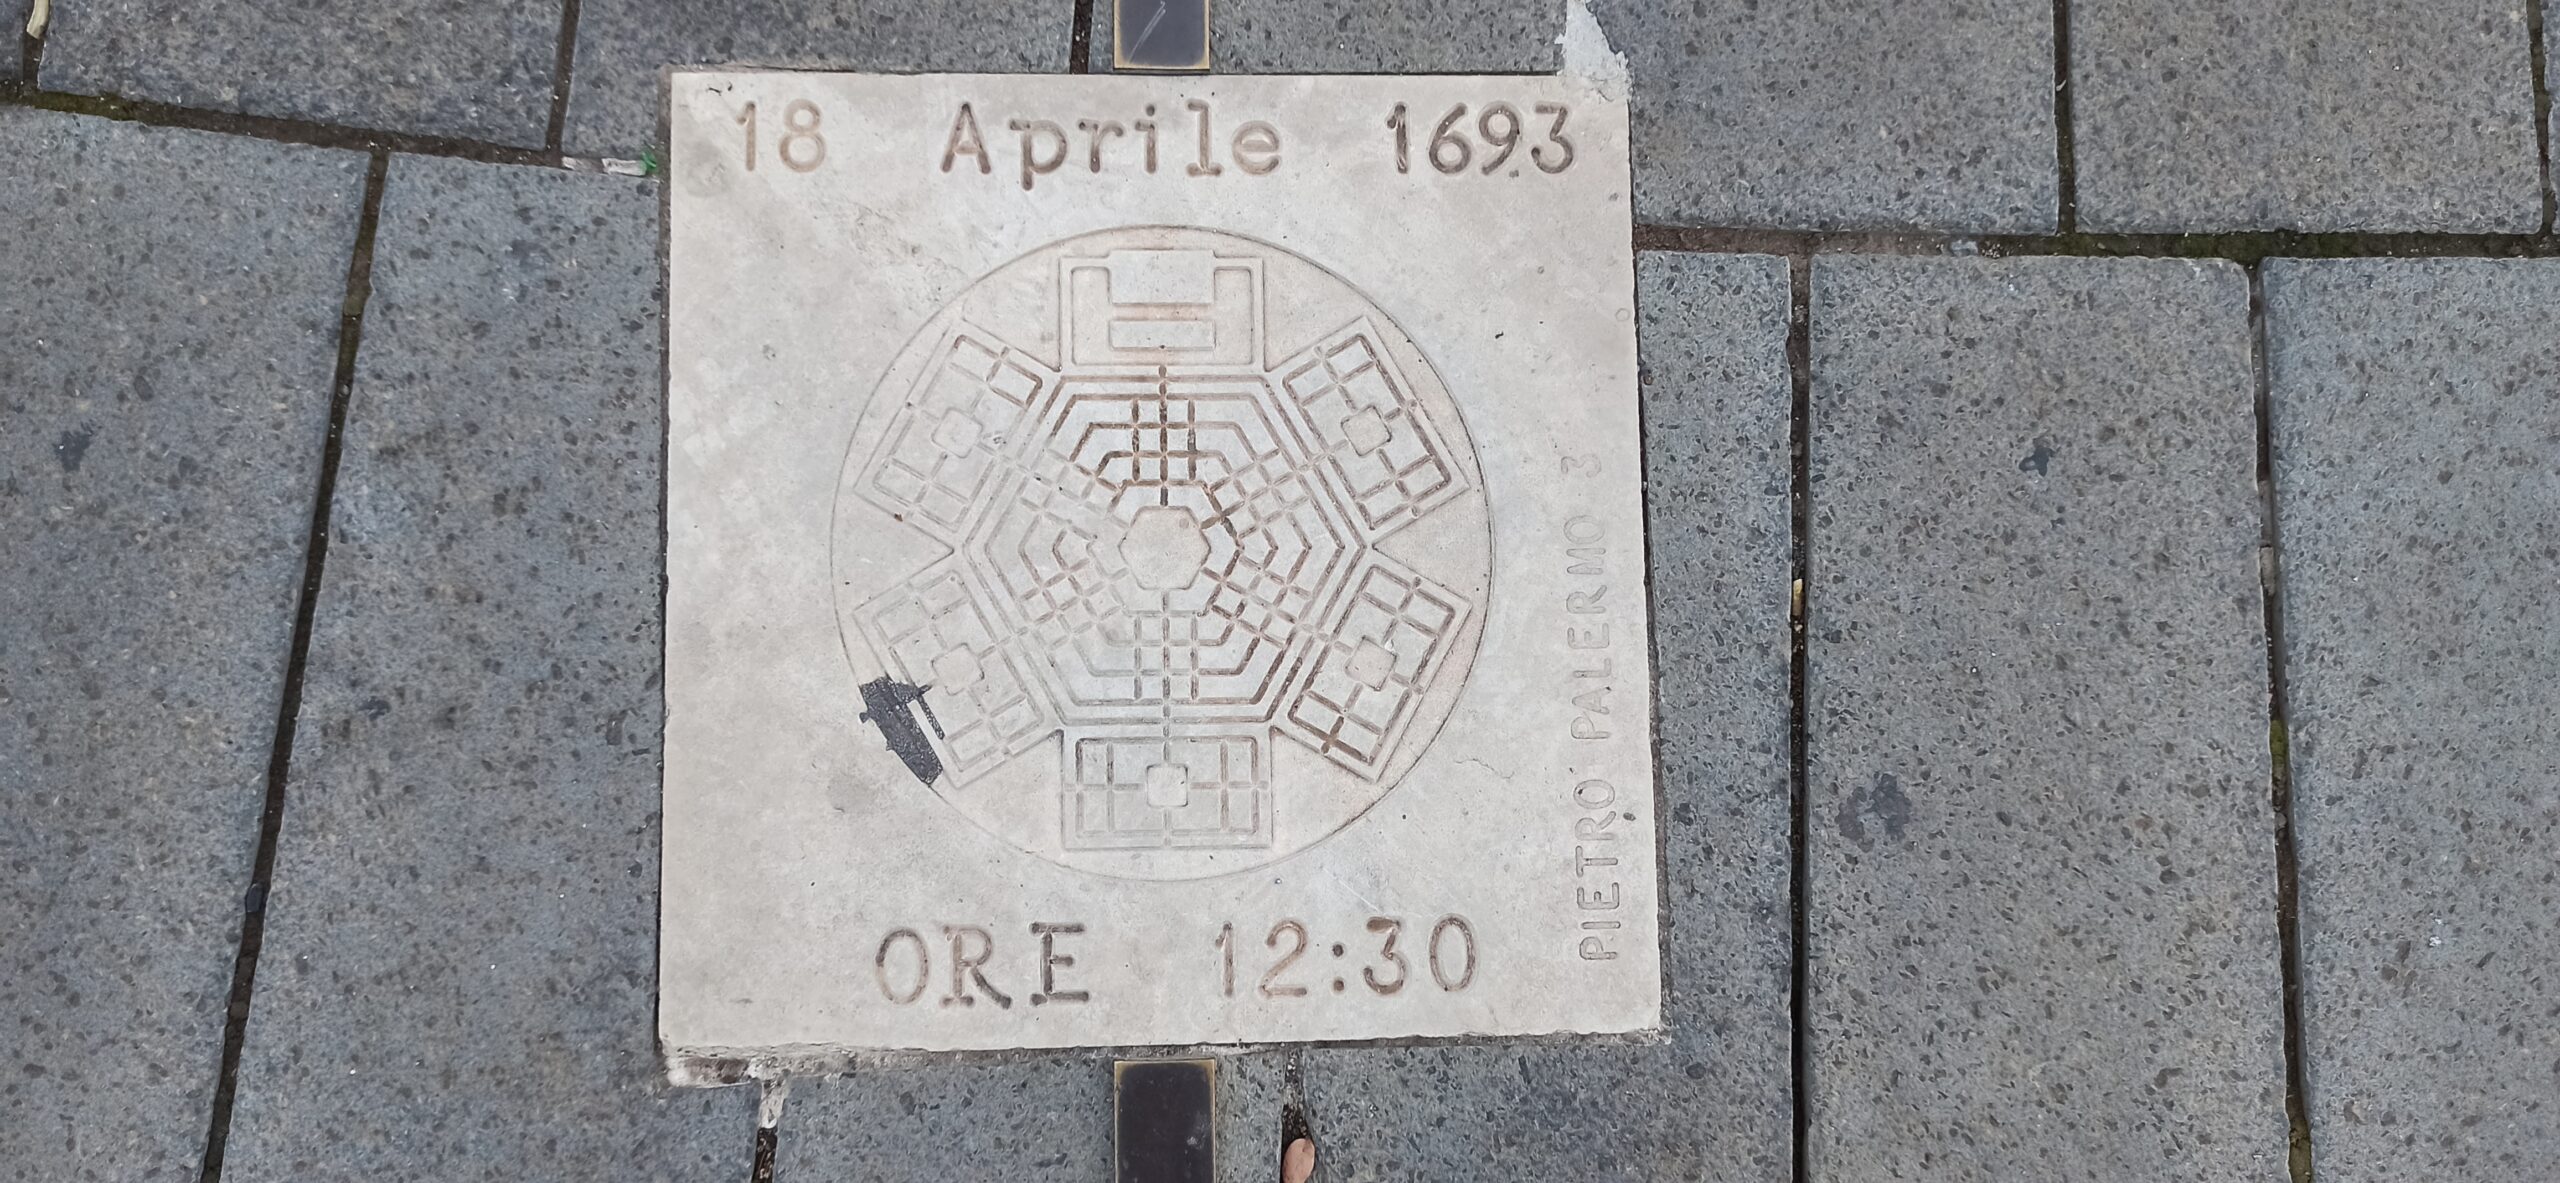 18 Aprile 1693
ORE 12:30
PIETRO PALERMO 3